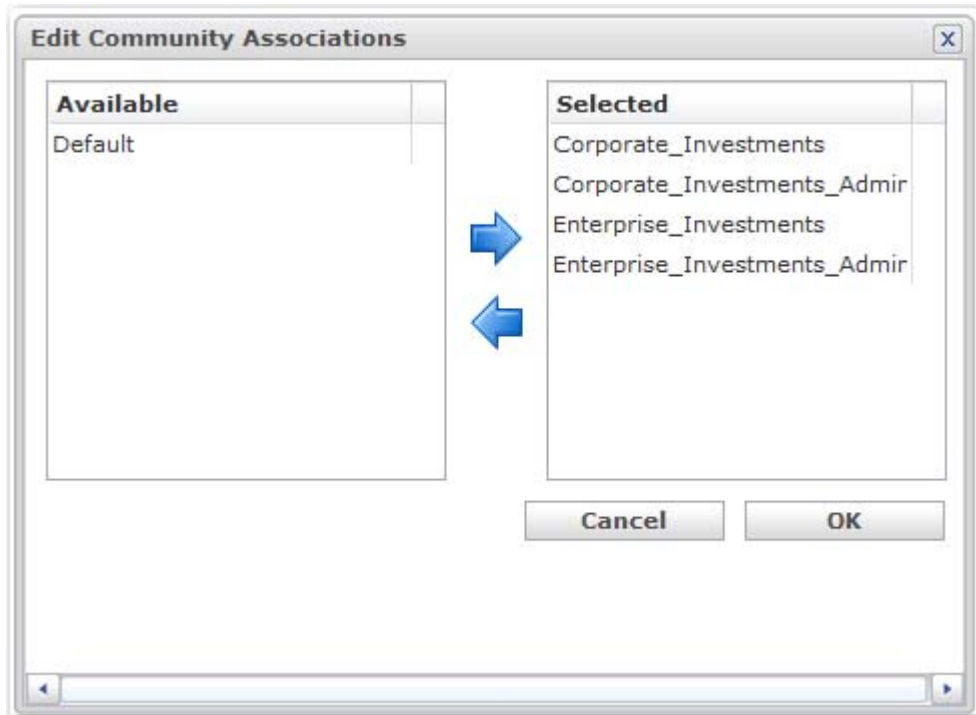 Edit Community Associations
X
Available
Default
Selected
Corporate_Investments
Corporate_Investments_Admir
Enterprise_Investments
Enterprise_Investments_Admir
Cancel
OK